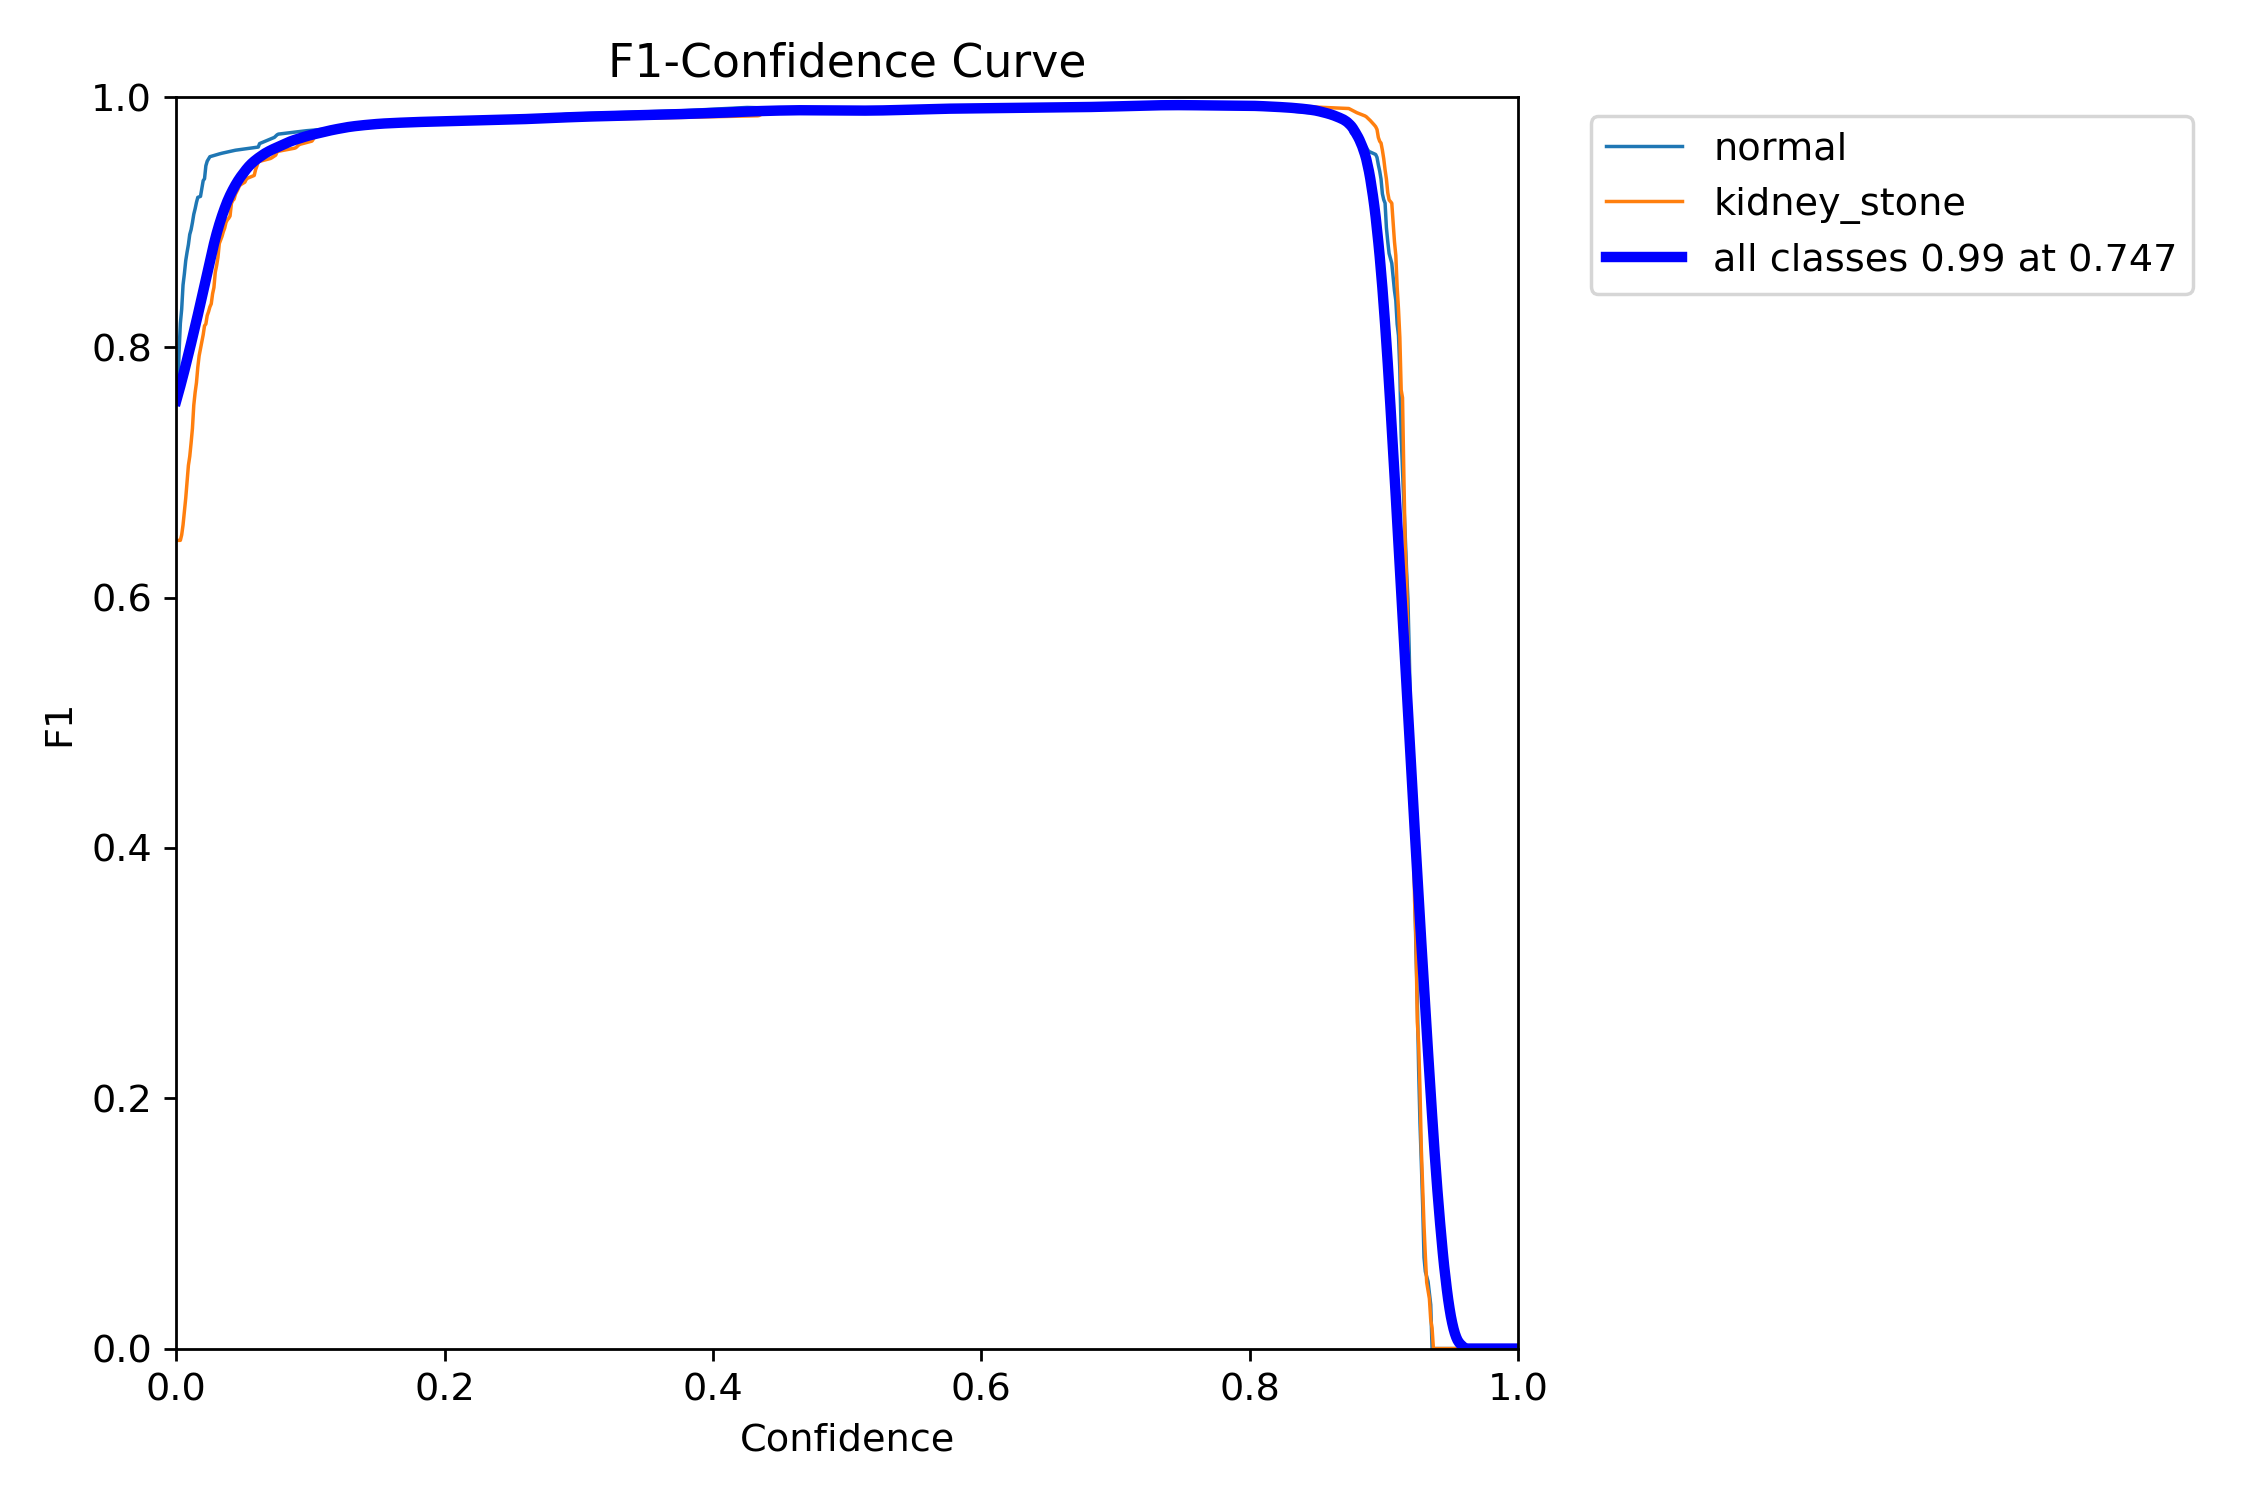 F1-Confidence Curve
1.0
0.8
0.6
0.4
0.2
0.0
F1
0.0 0.2 0.4 0.6 0.8 1.0
Confidence
normal
kidney_stone
all classes 0.99 at 0.747